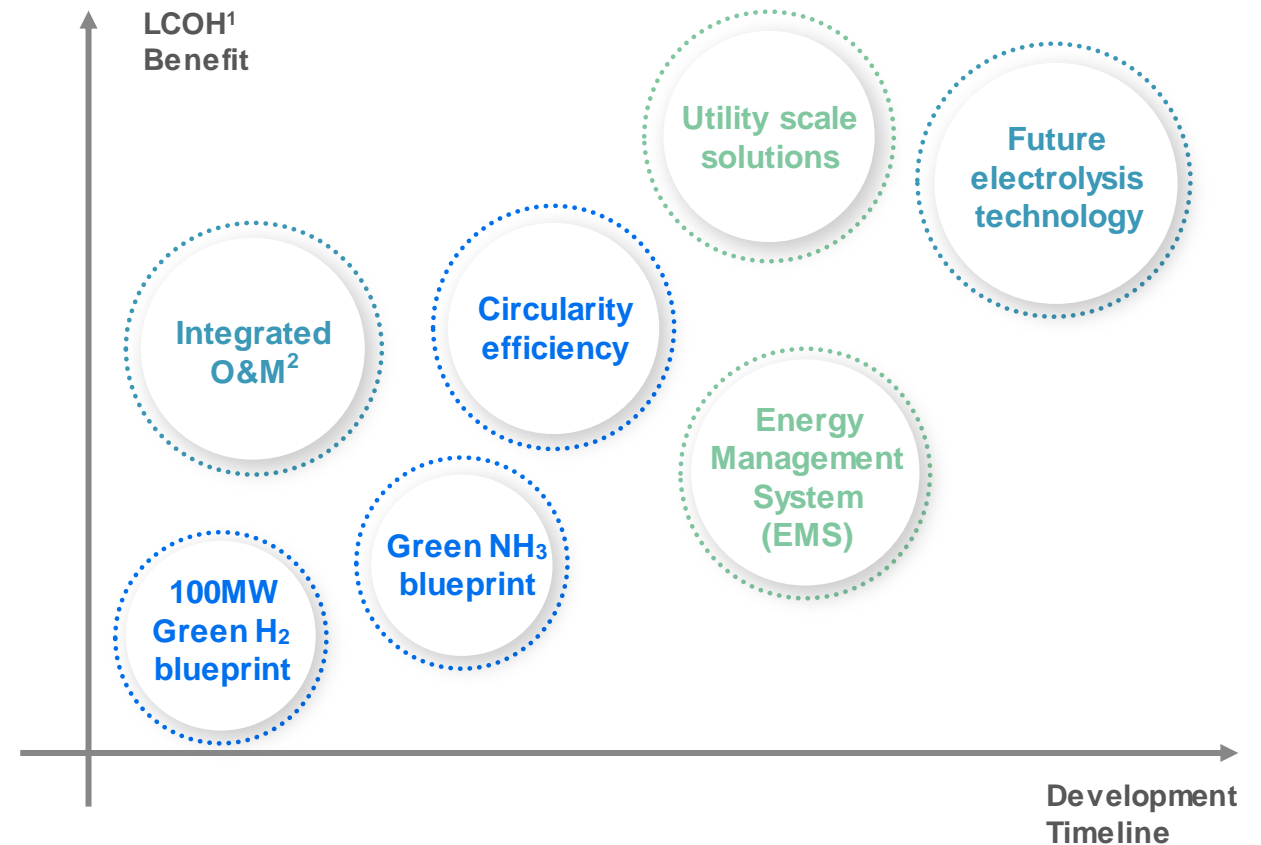 LCOH¹
Benefit
Utility scale
solutions
Future
electrolysis
technology
Circularity
efficiency
Integrated
O&M²
Energy
Management
System
(EMS)
Green NH₃
blueprint
100MW
Green H₂
blueprint
Development
Timeline